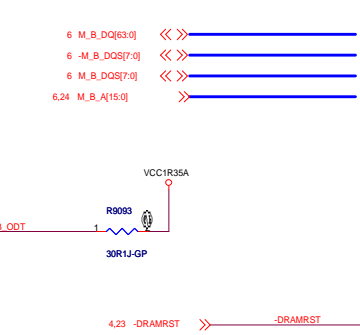 6 M_B_DQ[63:0]
6 -M_B_DQS[7:0]
6 M_B_DQS[7:0]
6,24 M_B_A[15:0]
VCC1R35A
R9093
_ODT 1
30R1J-GP
4,23 -DRAMRST -DRAMRST